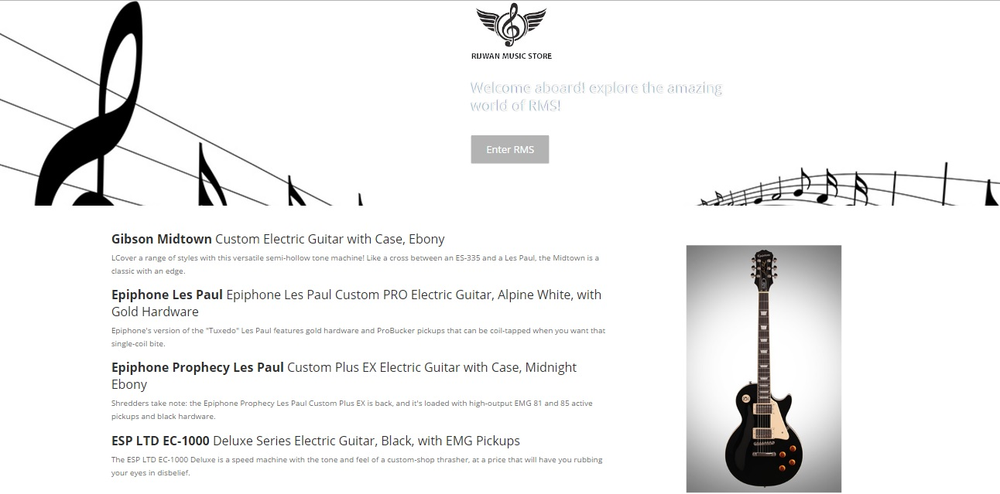 RIJWAN MUSIC STORE
Welcome aboard! explore the amazing
world of RMS!
Enter RMS
Gibson Midtown Custom Electric Guitar with Case, Ebony
LCover a range of styles with this versatile semi-hollow tone machine! Like a cross between an ES-335 and a Les Paul, the Midtown is a
classic with an edge.
Epiphone Les Paul Epiphone Les Paul Custom PRO Electric Guitar, Alpine White, with
Gold Hardware
Epiphone's version of the "Tuxedo" Les Paul features gold hardware and ProBucker pickups that can be coil-tapped when you want that
single-coil bite.
Epiphone Prophecy Les Paul Custom Plus EX Electric Guitar with Case, Midnight
Ebony
Shredders take note: the Epiphone Prophecy Les Paul Custom Plus EX is back, and it's loaded with high-output EMG 81 and 85 active
pickups and black hardware.
ESP LTD EC-1000 Deluxe Series Electric Guitar, Black, with EMG Pickups
The ESP LTD EC-1000 Deluxe is a speed machine with the tone and feel of a custom-shop thrasher, at a price that will have you rubbing
your eyes in disbelief.